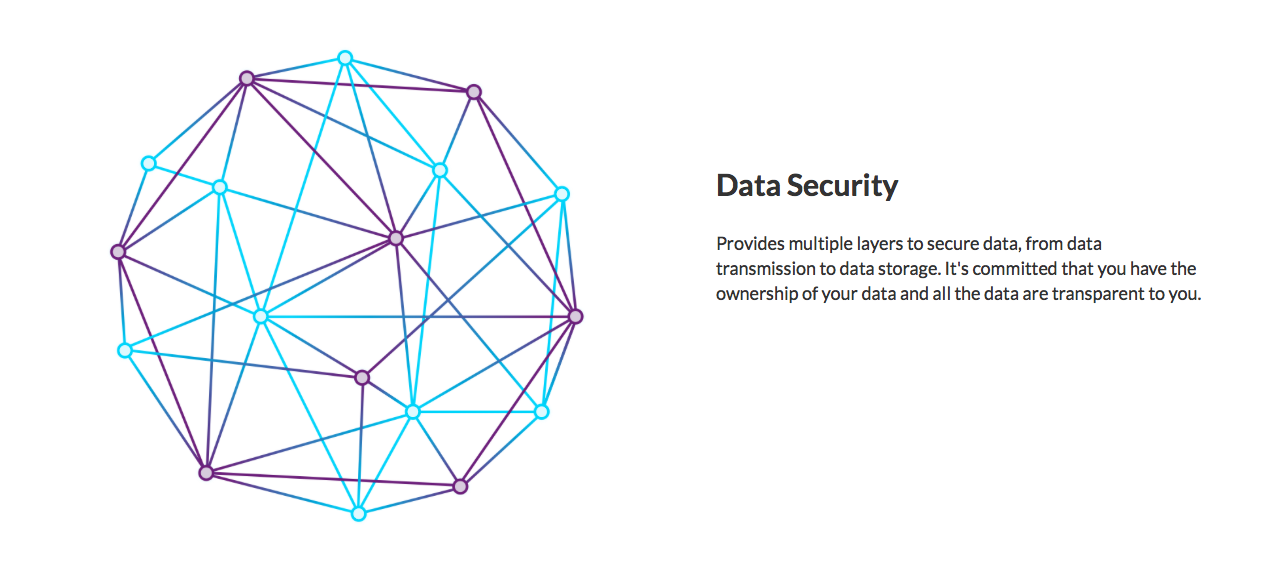 Data Security
Provides multiple layers to secure data, from data
transmission to data storage. It's committed that you have the
ownership of your data and all the data are transparent to you.